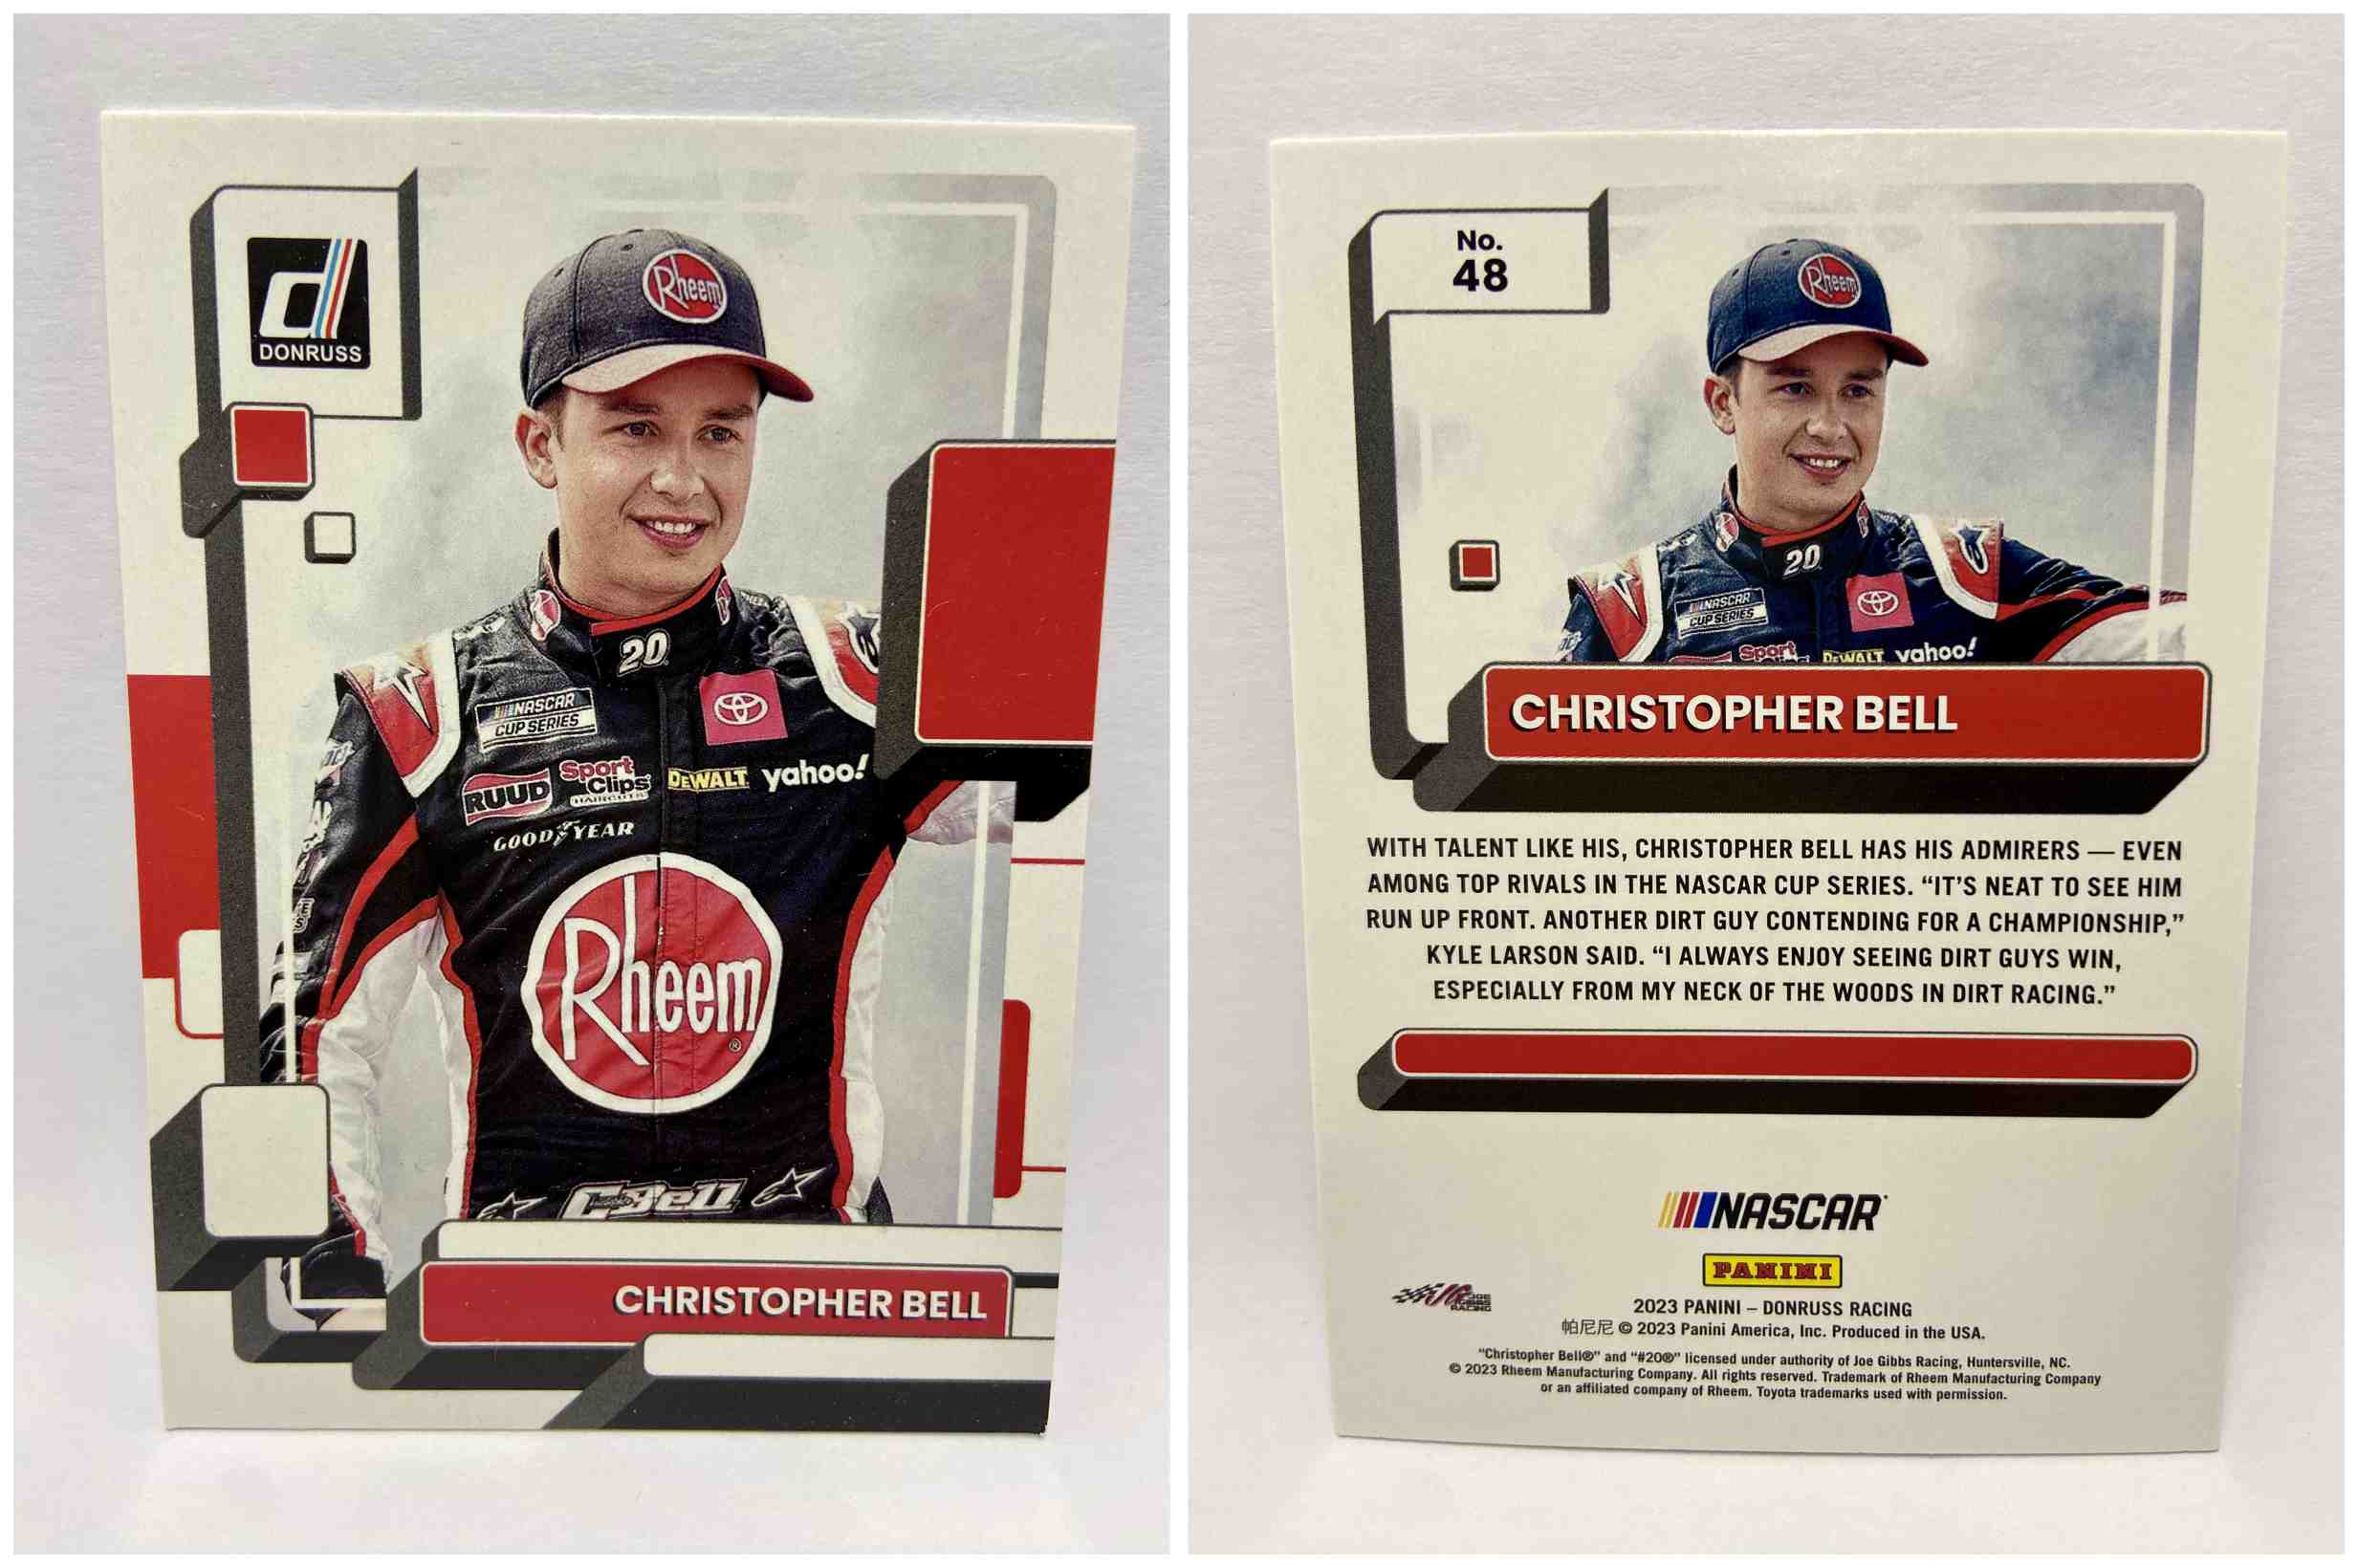 DONRUSS
Rheem
20
NASCAR
CUP SERIES
RUUD
Sport
Clips
HAIRCUTS
DEWALT
yahoo!
GOODYEAR
Rheem
®
CBell
CHRISTOPHER BELL
No.
48
Rheem
20
NASCAR
CUP SERIES
Sport
Clips
DEWALT
yahoo!
CHRISTOPHER BELL
WITH TALENT LIKE HIS, CHRISTOPHER BELL HAS HIS ADMIRERS — EVEN
AMONG TOP RIVALS IN THE NASCAR CUP SERIES. “IT’S NEAT TO SEE HIM
RUN UP FRONT. ANOTHER DIRT GUY CONTENDING FOR A CHAMPIONSHIP,”
KYLE LARSON SAID. “I ALWAYS ENJOY SEEING DIRT GUYS WIN,
ESPECIALLY FROM MY NECK OF THE WOODS IN DIRT RACING.”
NASCAR
PANINI
JOE
GIBBS
RACING
2023 PANINI – DONRUSS RACING
帕尼尼 © 2023 Panini America, Inc. Produced in the USA.
“Christopher Bell®” and “#20®” licensed under authority of Joe Gibbs Racing, Huntersville, NC.
© 2023 Rheem Manufacturing Company. All rights reserved. Trademark of Rheem Manufacturing Company
or an affiliated company of Rheem. Toyota trademarks used with permission.